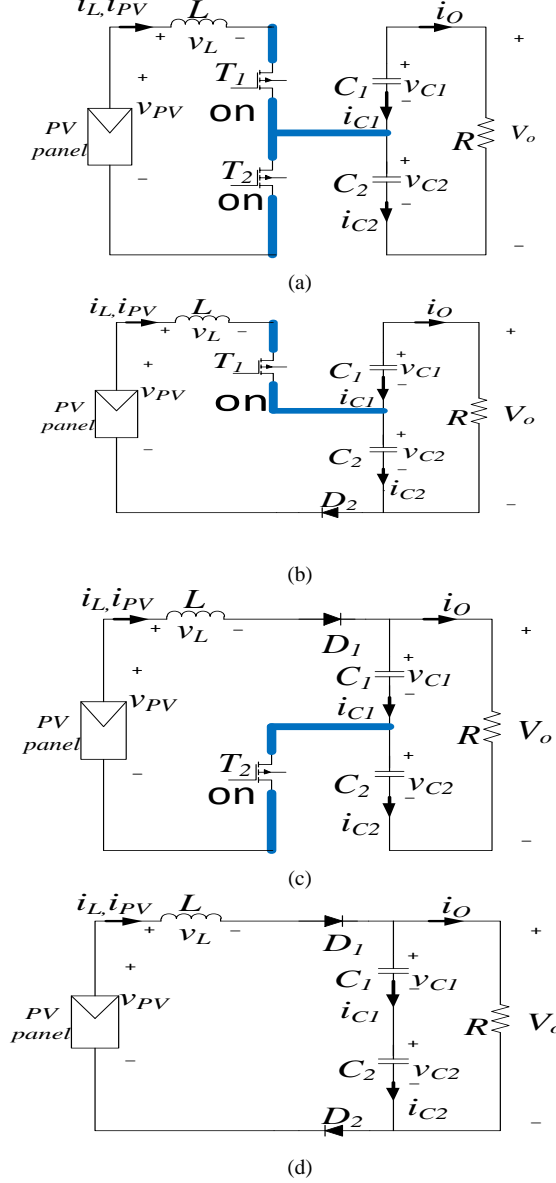 i_L,i_PV L i_O
+ v_L −
T_1
on
+ v_PV −
PV panel
C_1 + v_C1 −
i_C1
T_2
on
C_2 + v_C2 −
i_C2
R
+ V_o −
(a)
i_L,i_PV L i_O
+ v_L −
T_1
on
+ v_PV −
PV panel
C_1 + v_C1 −
i_C1
C_2 + v_C2 −
i_C2
R
+ V_o −
D_2
(b)
i_L,i_PV L i_O
+ v_L −
D_1
+ v_PV −
PV panel
C_1 + v_C1 −
i_C1
T_2
on
C_2 + v_C2 −
i_C2
R
+ V_o −
(c)
i_L,i_PV L i_O
+ v_L −
D_1
+ v_PV −
PV panel
C_1 + v_C1 −
i_C1
C_2 + v_C2 −
i_C2
R
+ V_o −
D_2
(d)